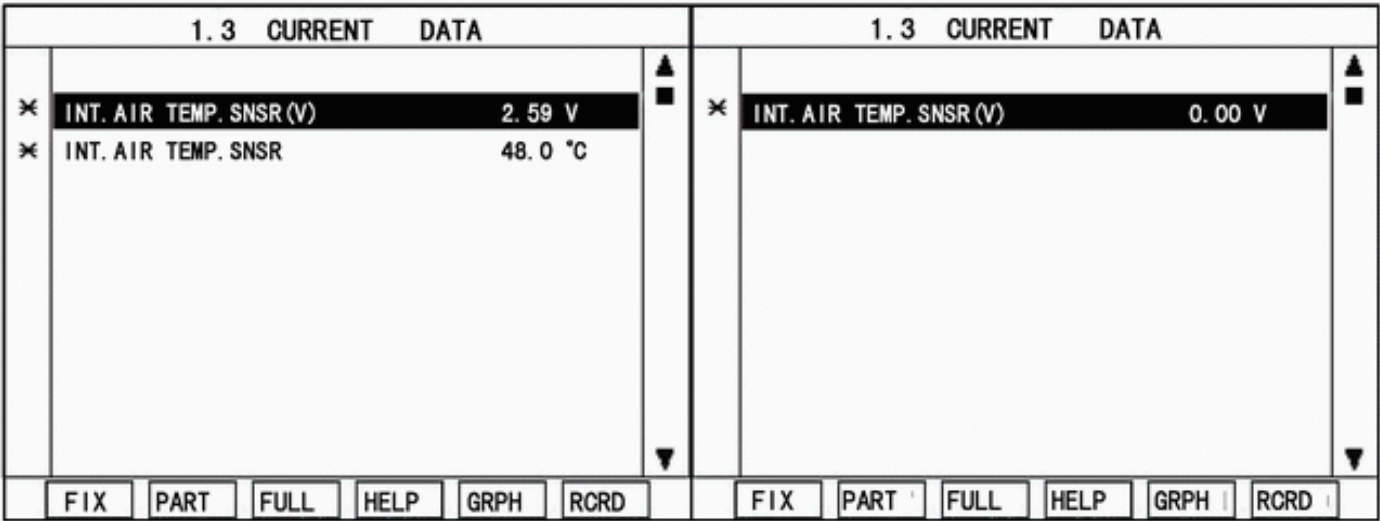 1.3 CURRENT DATA
INT.AIR TEMP.SNSR(V) 2.59 V
INT.AIR TEMP.SNSR 48.0 °C
FIX PART FULL HELP GRPH RCRD
1.3 CURRENT DATA
INT.AIR TEMP.SNSR(V) 0.00 V
FIX PART FULL HELP GRPH RCRD